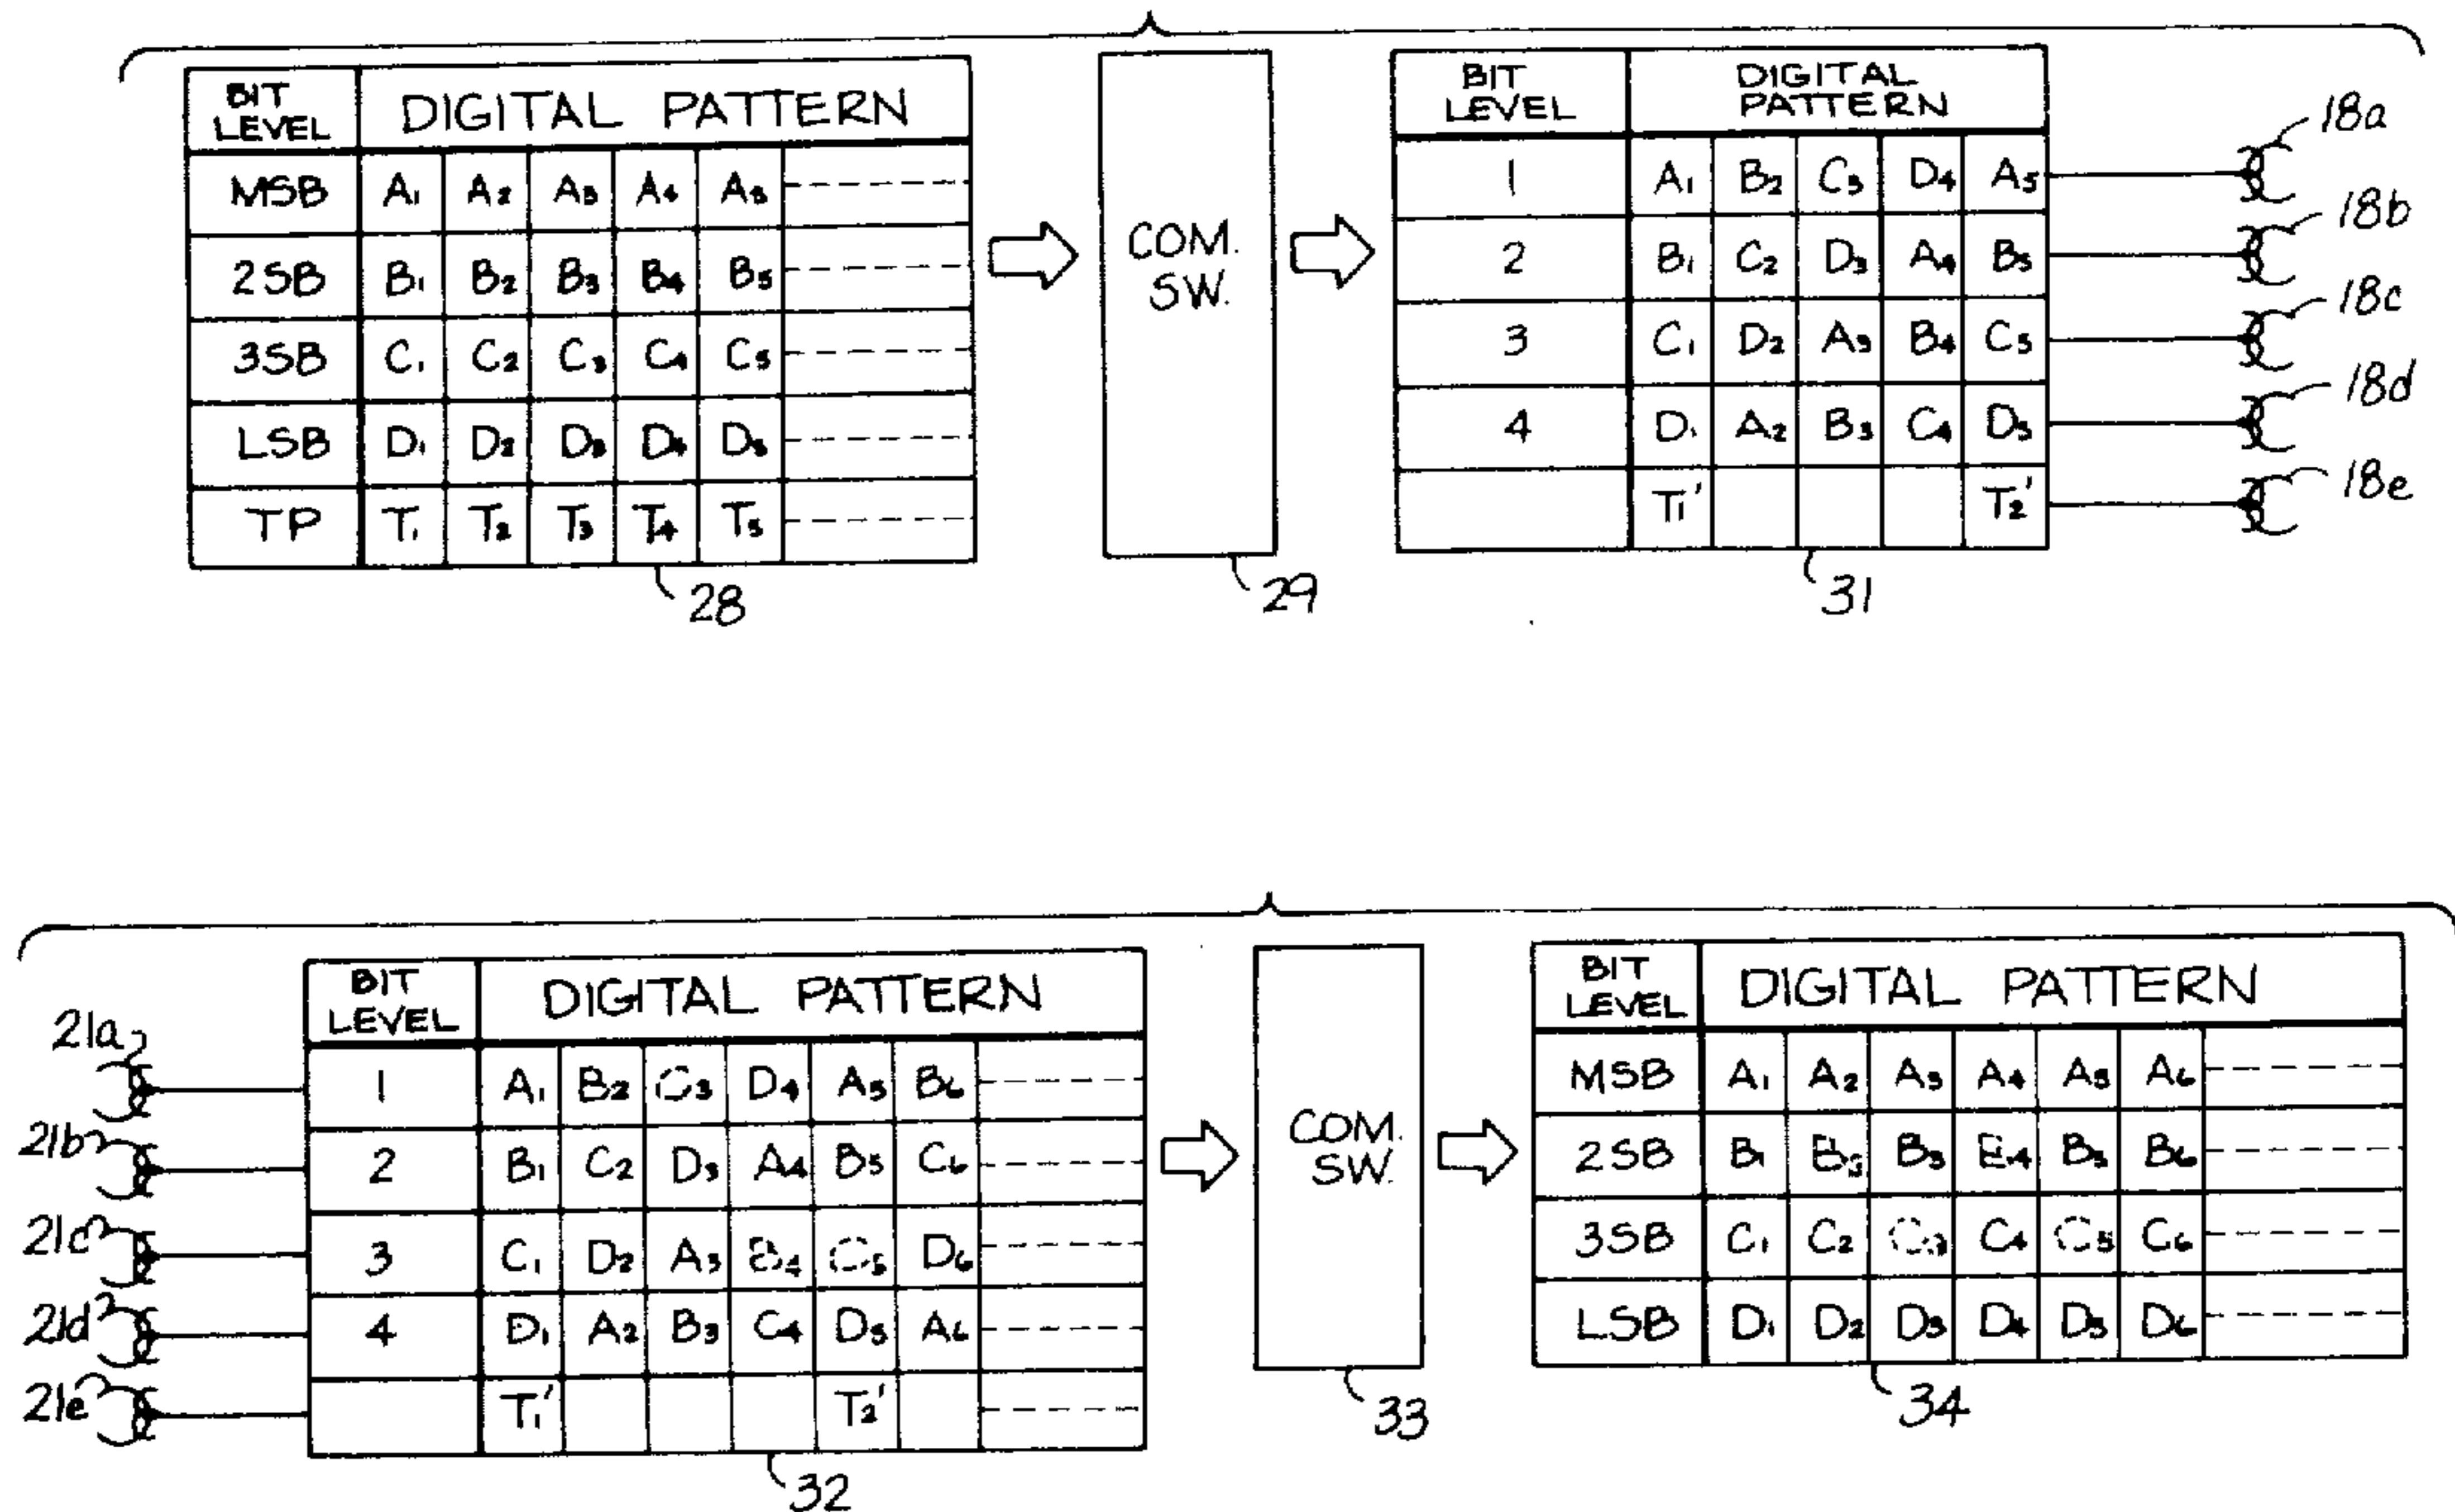 BIT LEVEL DIGITAL PATTERN
MSB A₁ A₂ A₃ A₄ A₅
2SB B₁ B₂ B₃ B₄ B₅
3SB C₁ C₂ C₃ C₄ C₅
LSB D₁ D₂ D₃ D₄ D₅
TP T₁ T₂ T₃ T₄ T₅
28
COM. SW.
29
BIT LEVEL DIGITAL PATTERN
1 A₁ B₂ C₃ D₄ A₅ 18a
2 B₁ C₂ D₃ A₄ B₅ 18b
3 C₁ D₂ A₃ B₄ C₅ 18c
4 D₁ A₂ B₃ C₄ D₅ 18d
T₁' T₂' 18e
31
BIT LEVEL DIGITAL PATTERN
21a 1 A₁ B₂ C₃ D₄ A₅ B₆
21b 2 B₁ C₂ D₃ A₄ B₅ C₆
21c 3 C₁ D₂ A₃ B₄ C₅ D₆
21d 4 D₁ A₂ B₃ C₄ D₅ A₆
21e T₁' T₂'
32
COM. SW.
33
BIT LEVEL DIGITAL PATTERN
MSB A₁ A₂ A₃ A₄ A₅ A₆
2SB B₁ B₂ B₃ B₄ B₅ B₆
3SB C₁ C₂ C₃ C₄ C₅ C₆
LSB D₁ D₂ D₃ D₄ D₅ D₆
34